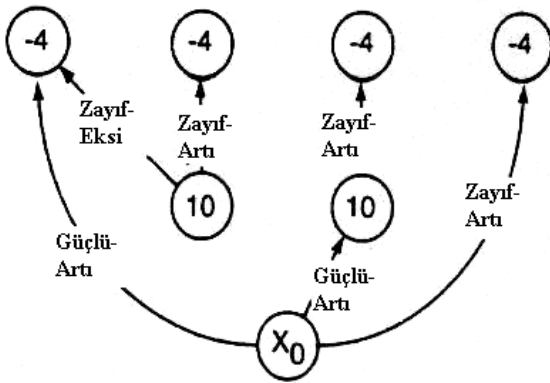 -4 -4 -4 -4
Zayıf-
Eksi
Zayıf-
Artı
Zayıf-
Artı
Zayıf-
Artı
10 10
Güçlü-
Artı
Güçlü-
Artı
X0